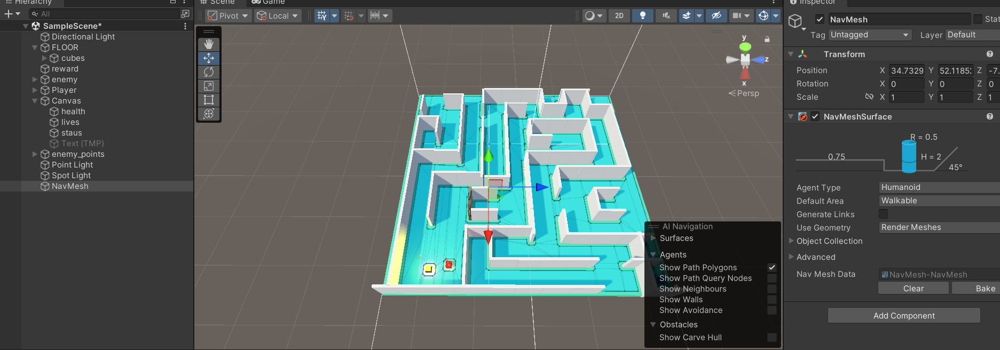 Hierarchy
All
SampleScene*
Directional Light
FLOOR
cubes
reward
enemy
Player
Canvas
health
lives
staus
Text (TMP)
enemy_points
Point Light
Spot Light
NavMesh
Scene
Game
Pivot
Local
2D
y
z
x
Persp
AI Navigation
Surfaces
Agents
Show Path Polygons
Show Path Query Nodes
Show Neighbours
Show Walls
Show Avoidance
Obstacles
Show Carve Hull
Inspector
NavMesh
Stat
Tag Untagged Layer Default
Transform
Position X 34.7329 Y 52.1185 Z -7.
Rotation X 0 Y 0 Z 0
Scale X 1 Y 1 Z 1
NavMeshSurface
R = 0.5
0.75
H = 2
45°
Agent Type Humanoid
Default Area Walkable
Generate Links
Use Geometry Render Meshes
Object Collection
Advanced
Nav Mesh Data NavMesh-NavMesh
Clear Bake
Add Component